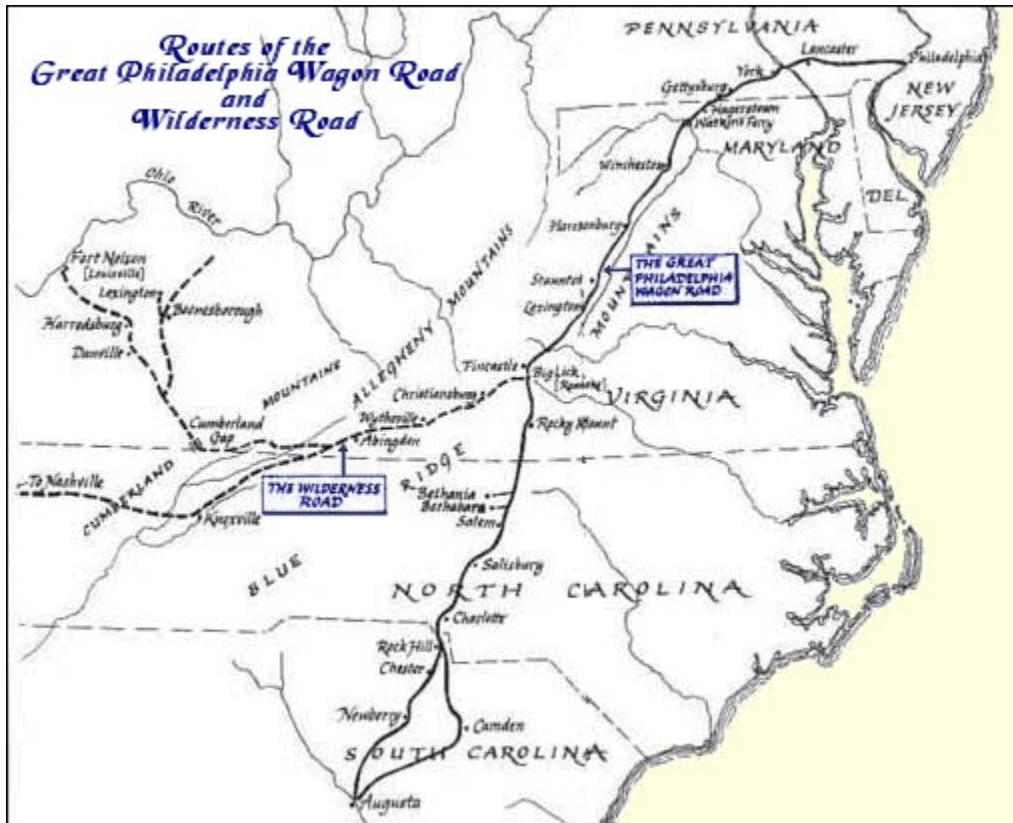 Routes of the
Great Philadelphia Wagon Road
and
Wilderness Road
PENNSYLVANIA
Lancaster
Philadelphia
York
Gettysburg
NEW
JERSEY
Hagerstown
Watkins Ferry
MARYLAND
Winchester
DEL.
Ohio
River
Harrisonburg
MOUNTAINS
Fort Nelson
(Louisville)
Lexington
Boonesborough
Harrodsburg
Danville
ALLEGHENY MOUNTAINS
Staunton
THE GREAT
PHILADELPHIA
WAGON ROAD
Lexington
Fincastle
Big Lick
(Roanoke)
VIRGINIA
MOUNTAINS
Christiansburg
Wytheville
Abingdon
Rocky Mount
Cumberland
Gap
CUMBERLAND
To Nashville
Knoxville
THE WILDERNESS
ROAD
BLUE
RIDGE
Bethania
Bethabara
Salem
Salisbury
NORTH CAROLINA
Charlotte
Rock Hill
Chester
Newberry
Camden
SOUTH CAROLINA
Augusta